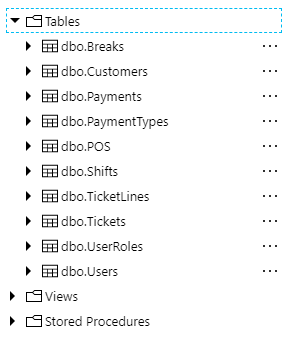 Tables
dbo.Breaks
dbo.Customers
dbo.Payments
dbo.PaymentTypes
dbo.POS
dbo.Shifts
dbo.TicketLines
dbo.Tickets
dbo.UserRoles
dbo.Users
Views
Stored Procedures